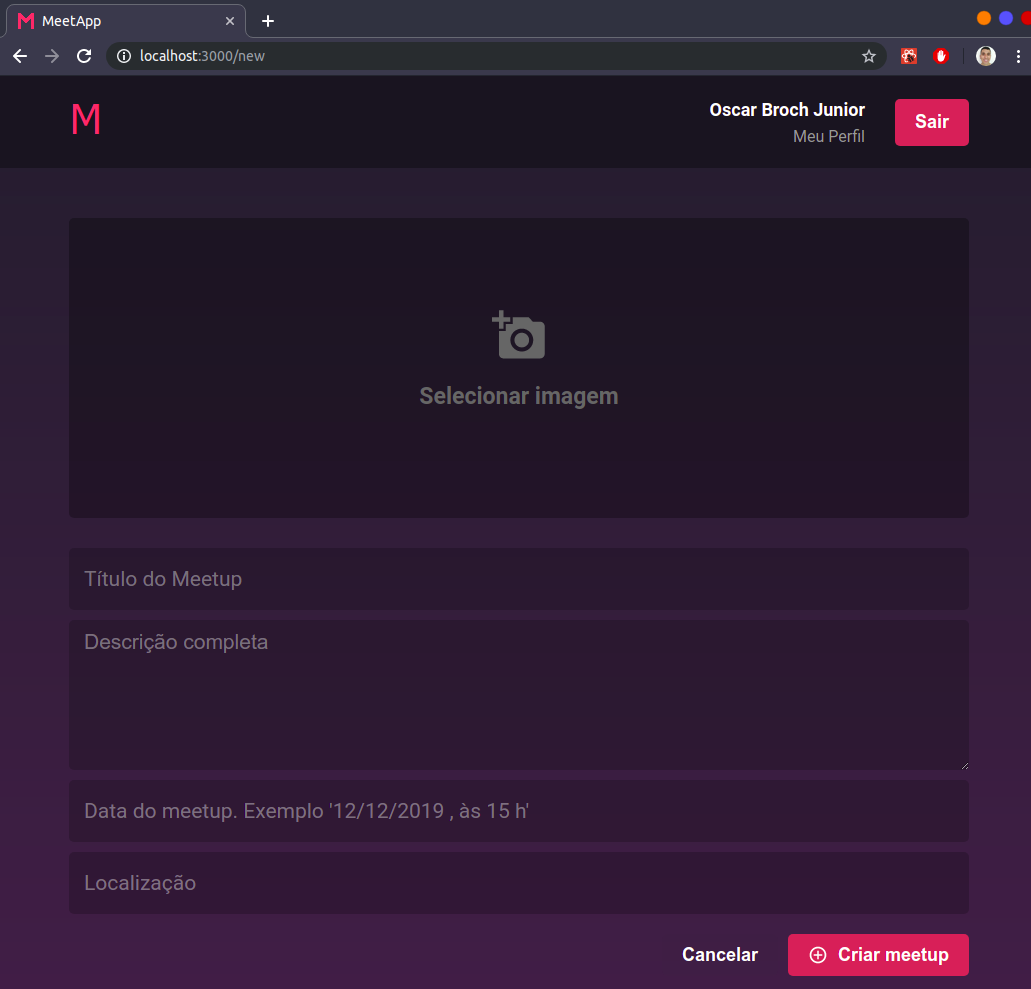 MeetApp
localhost:3000/new
M
Oscar Broch Junior
Meu Perfil
Sair
Selecionar imagem
Título do Meetup
Descrição completa
Data do meetup. Exemplo '12/12/2019 , às 15 h'
Localização
Cancelar
Criar meetup